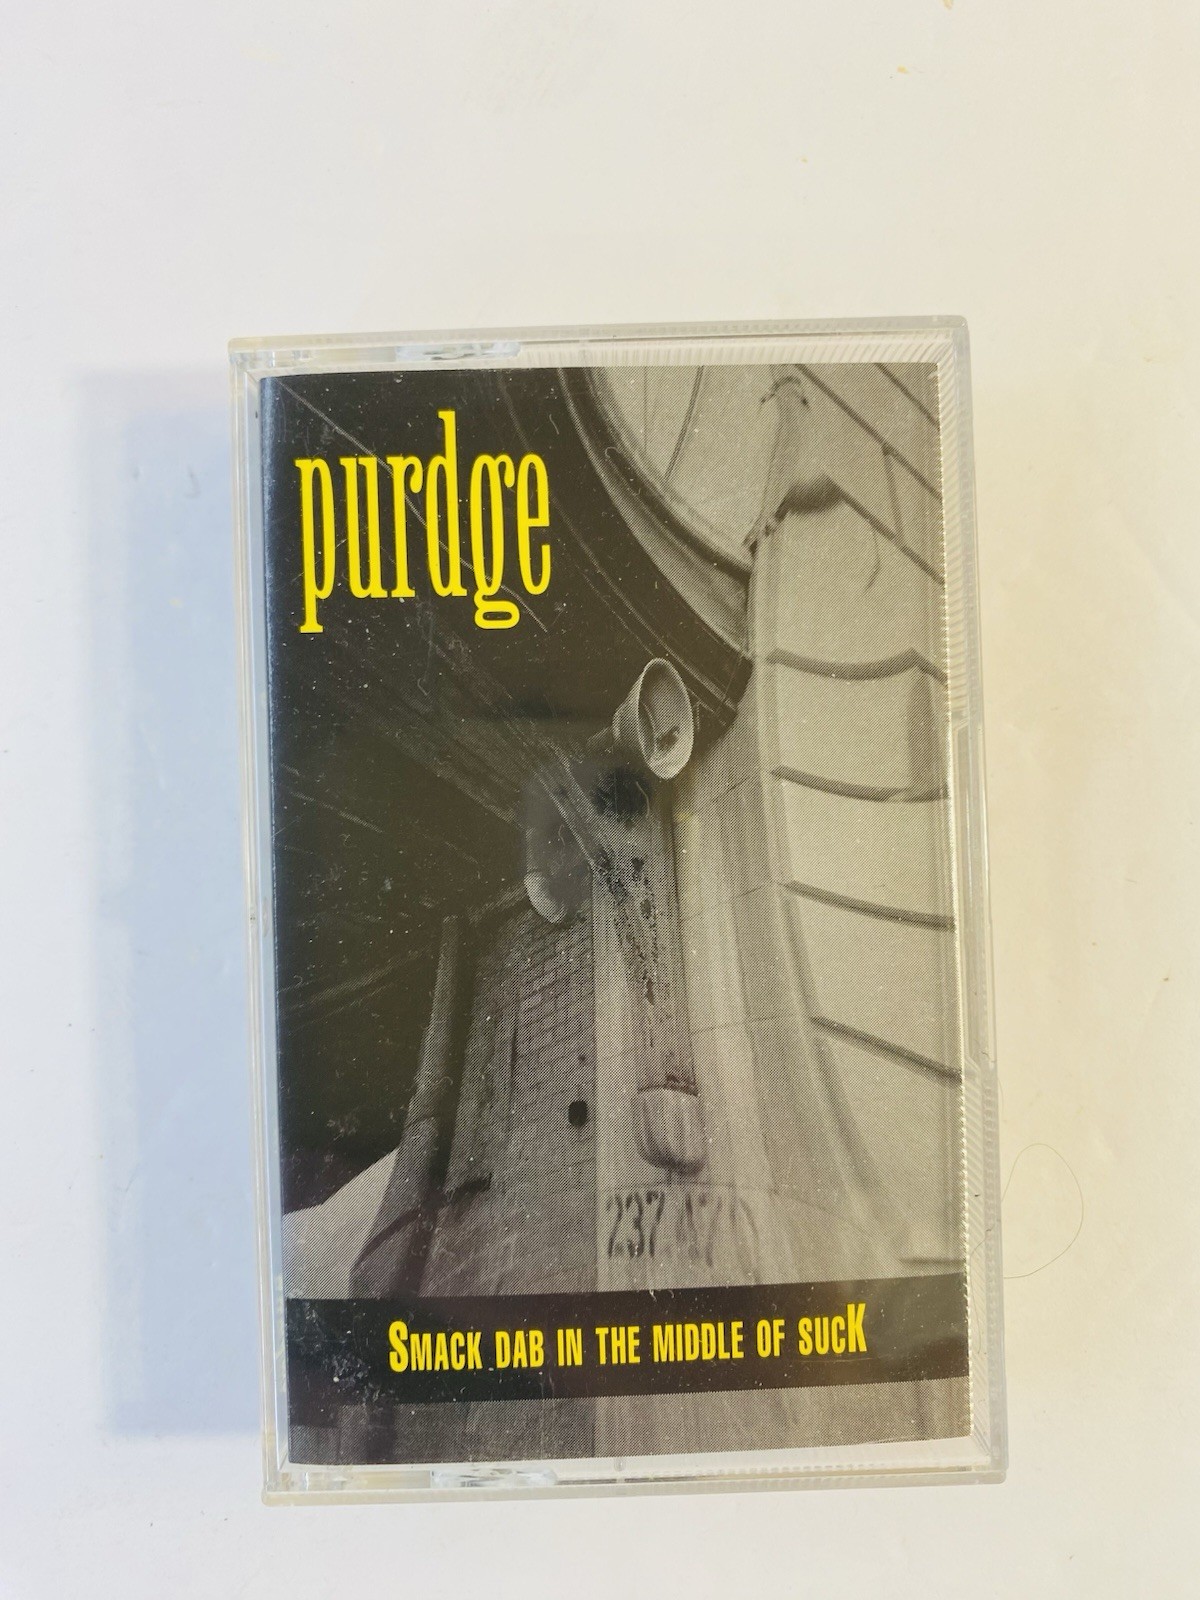 purdge
Smack dab in the middle of sucK